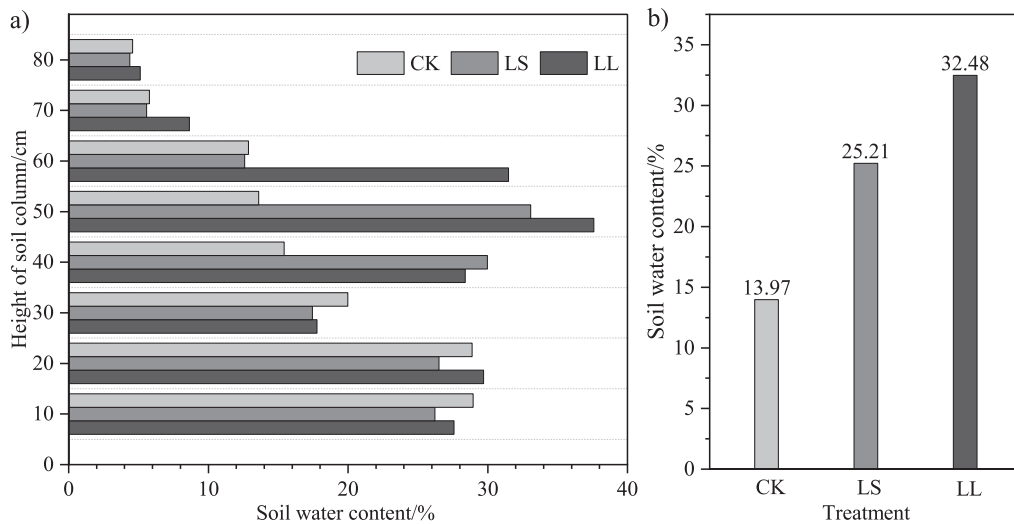 a)
Height of soil column/cm
80
70
60
50
40
30
20
10
0
CK LS LL
0 10 20 30 40
Soil water content/%
b)
Soil water content/%
35
30
25
20
15
10
5
0
13.97
25.21
32.48
CK LS LL
Treatment